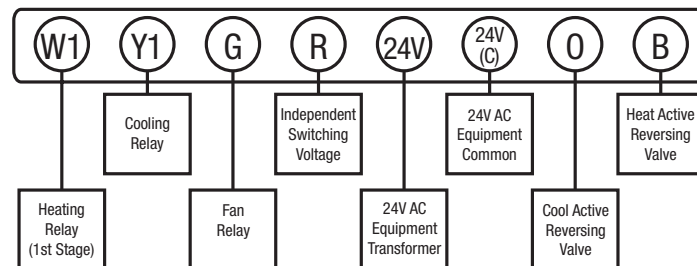 W1 Y1 G R 24V 24V (C) O B
Cooling
Relay
Independent
Switching
Voltage
24V AC
Equipment
Common
Heat Active
Reversing
Valve
Heating
Relay
(1st Stage)
Fan
Relay
24V AC
Equipment
Transformer
Cool Active
Reversing
Valve